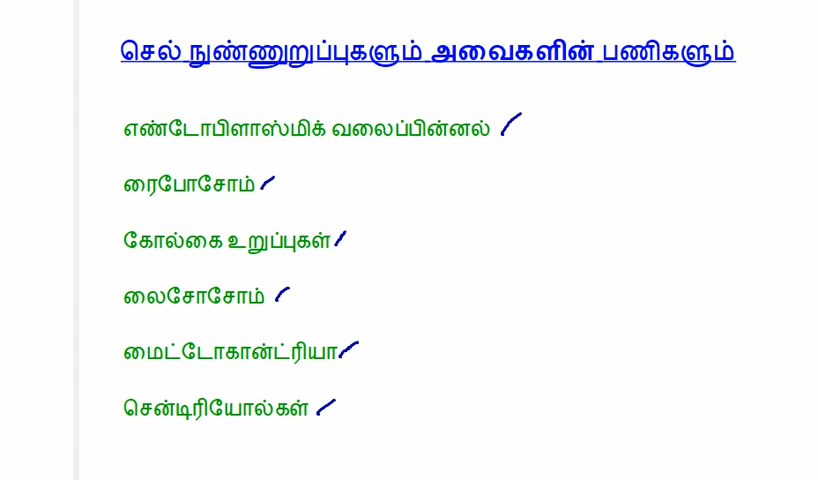 செல் நுண்ணுறுப்புகளும் அவைகளின் பணிகளும்
எண்டோபிளாஸ்மிக் வலைப்பின்னல்
ரைபோசோம்
கோல்கை உறுப்புகள்
லைசோசோம்
மைட்டோகான்ட்ரியா
சென்டிரியோல்கள்